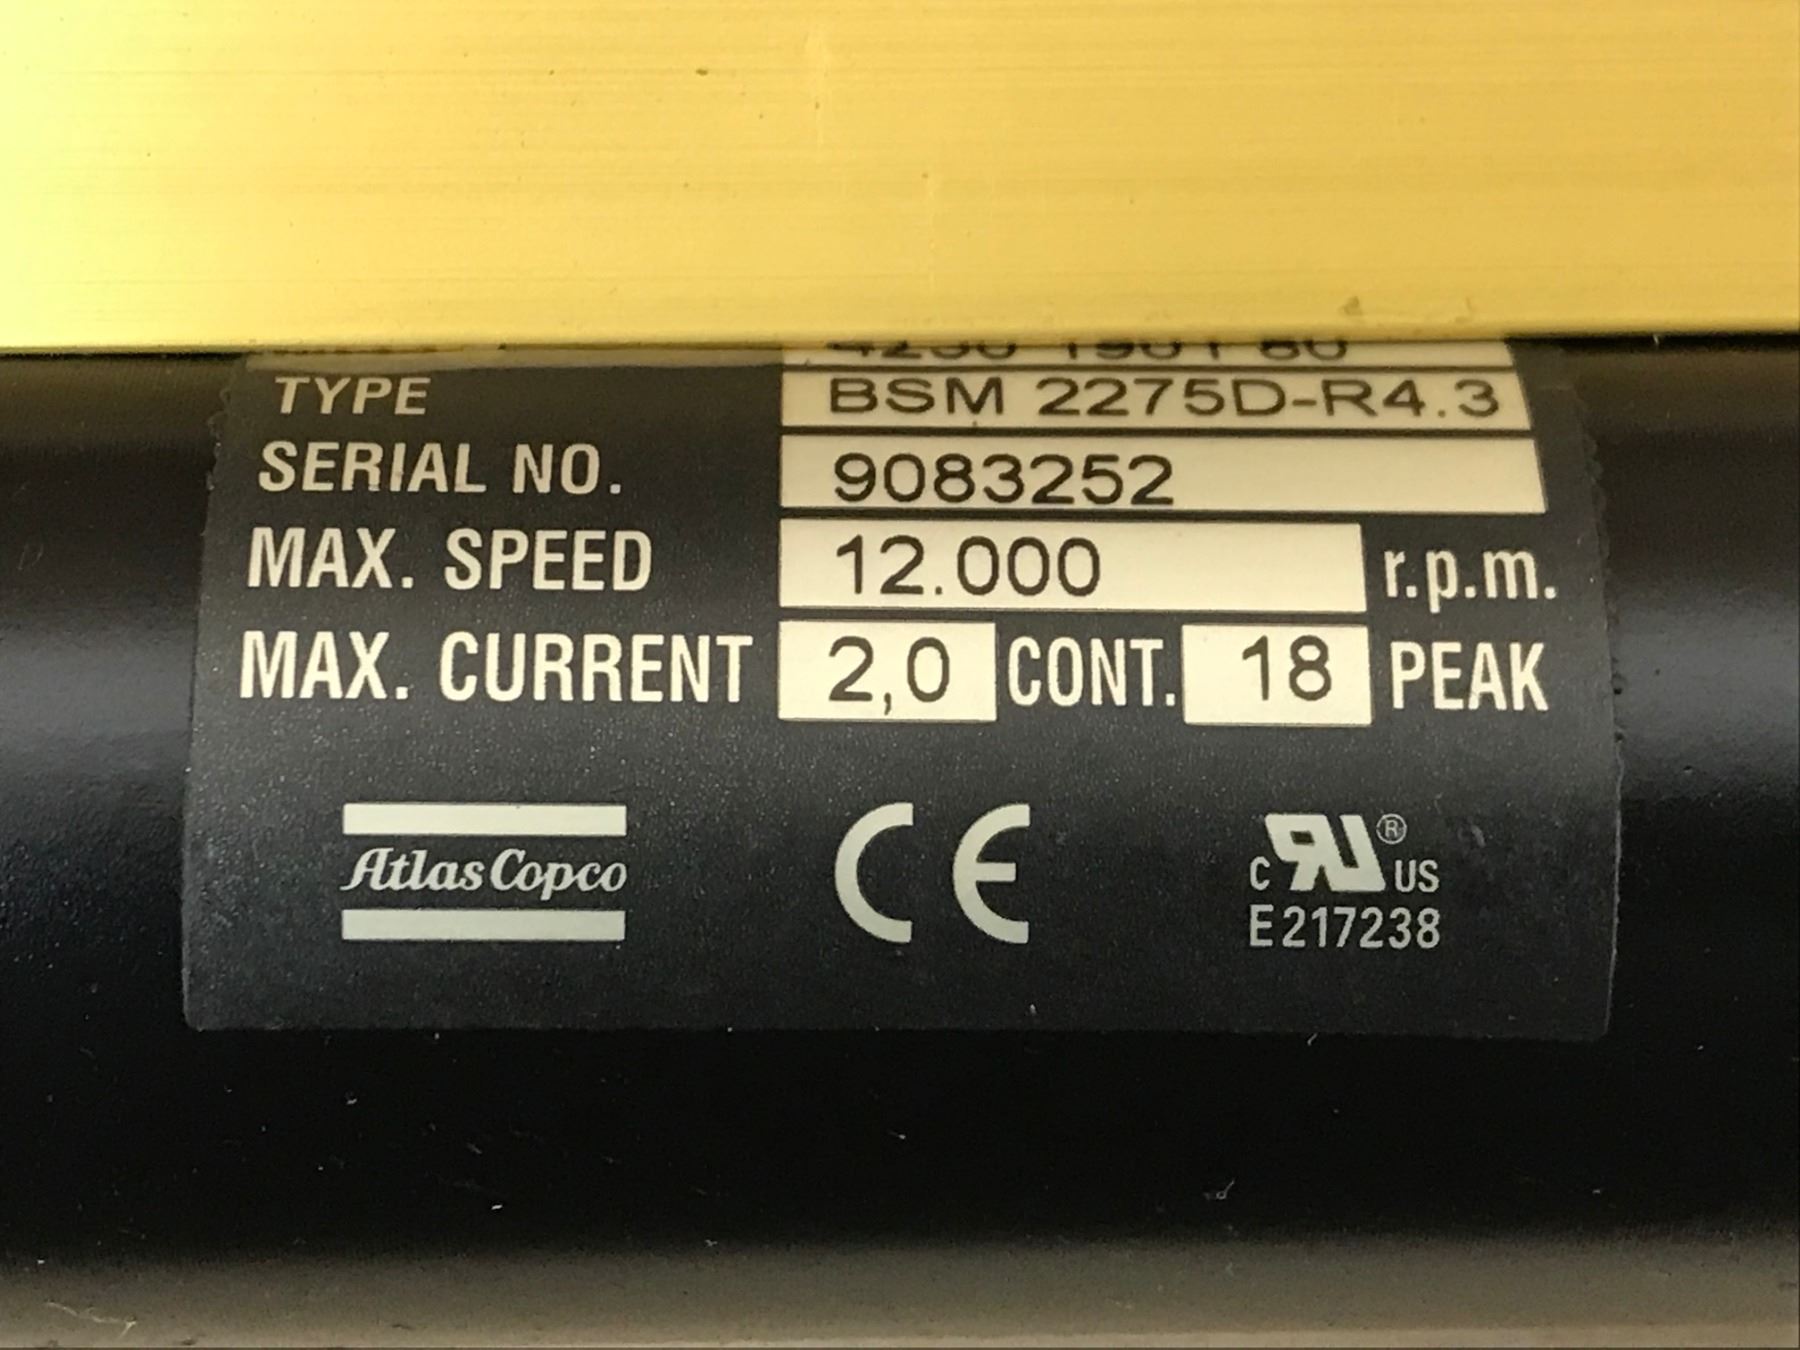 TYPE BSM 2275D-R4.3
SERIAL NO. 9083252
MAX. SPEED 12.000 r.p.m.
MAX. CURRENT 2,0 CONT. 18 PEAK
Atlas Copco CE c RU ® US
E217238